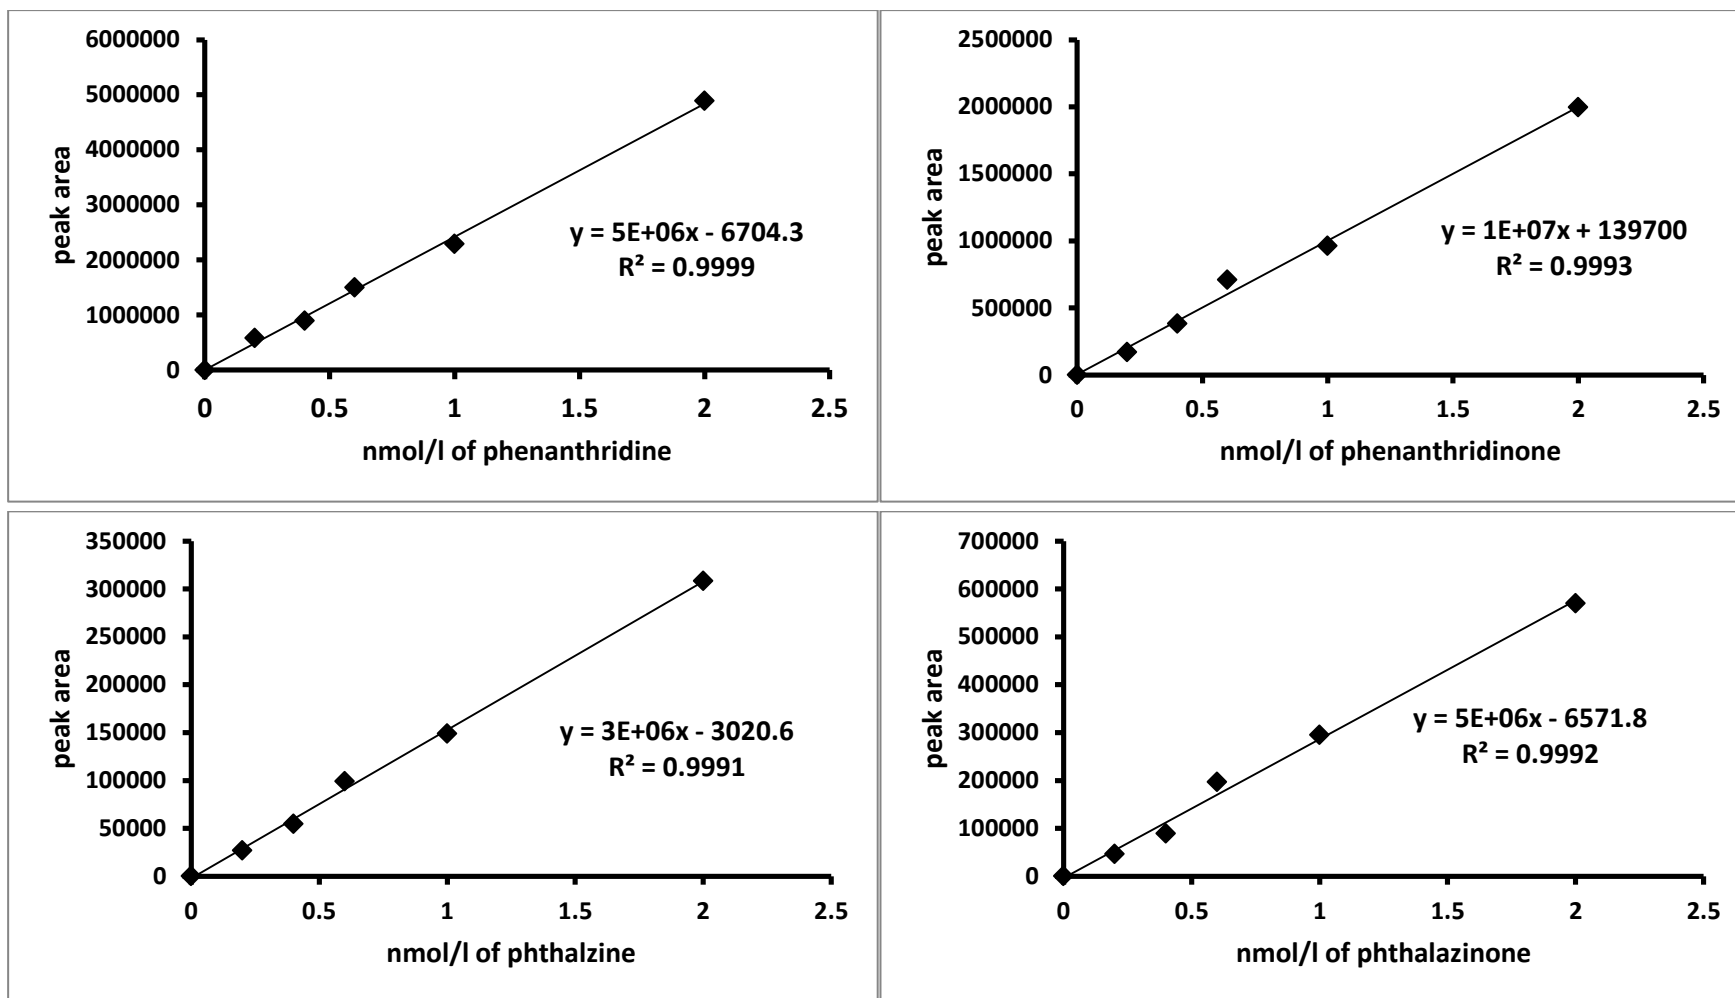 6000000
5000000
4000000
3000000
2000000
1000000
0
peak area
y = 5E+06x - 6704.3
R² = 0.9999
0 0.5 1 1.5 2 2.5
nmol/l of phenanthridine
2500000
2000000
1500000
1000000
500000
0
peak area
y = 1E+07x + 139700
R² = 0.9993
0 0.5 1 1.5 2 2.5
nmol/l of phenanthridinone
350000
300000
250000
200000
150000
100000
50000
0
peak area
y = 3E+06x - 3020.6
R² = 0.9991
0 0.5 1 1.5 2 2.5
nmol/l of phthalzine
700000
600000
500000
400000
300000
200000
100000
0
peak area
y = 5E+06x - 6571.8
R² = 0.9992
0 0.5 1 1.5 2 2.5
nmol/l of phthalazinone